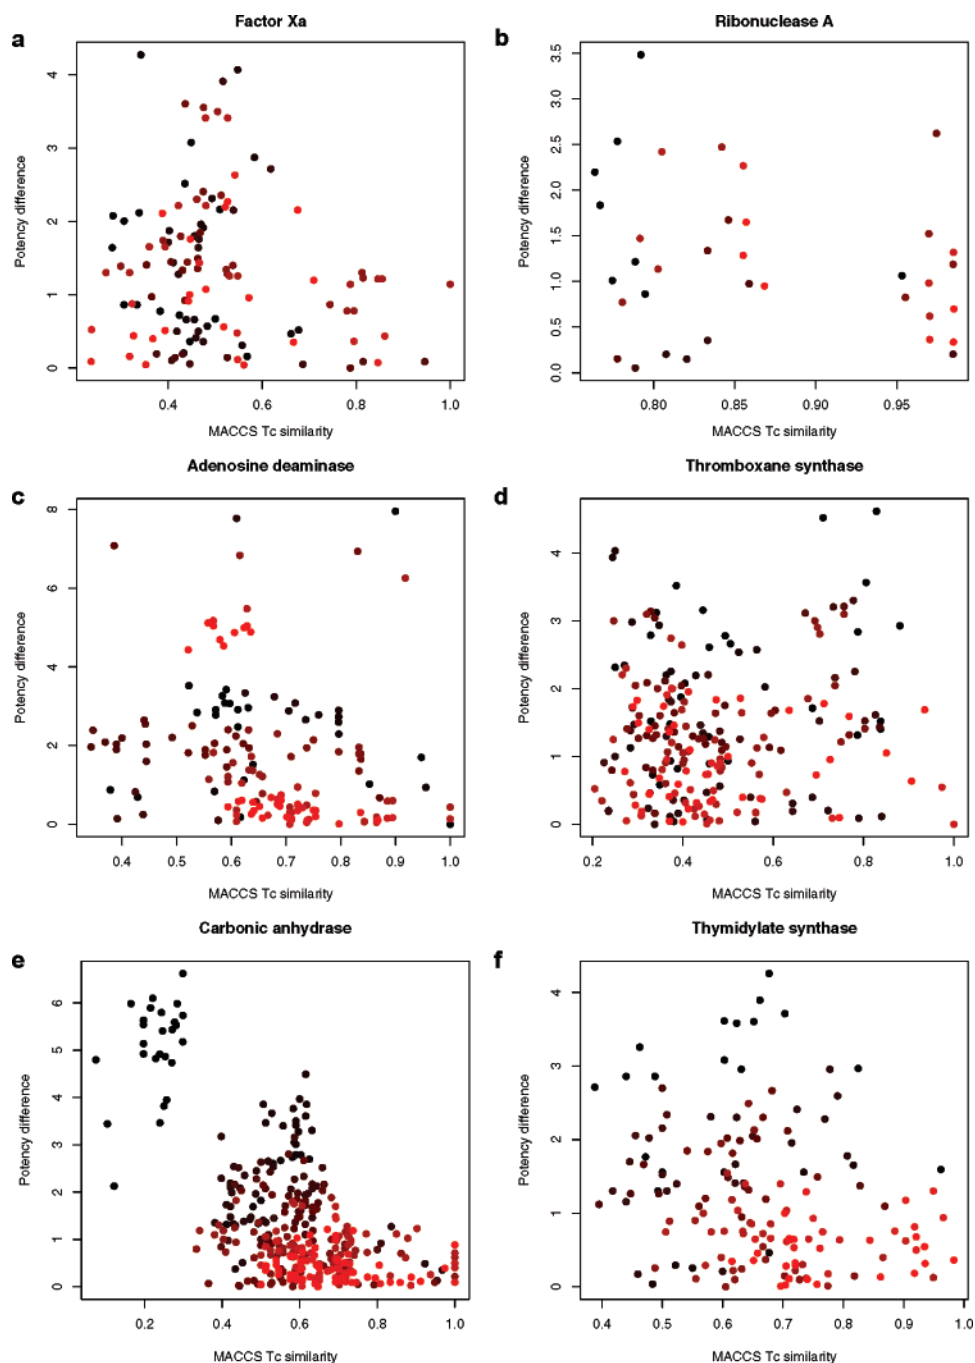 Factor Xa
Ribonuclease A
a
b
4
3
2
1
0
Potency difference
0.4 0.6 0.8 1.0
MACCS Tc similarity
3.5
3.0
2.5
2.0
1.5
1.0
0.5
0.0
Potency difference
0.80 0.85 0.90 0.95
MACCS Tc similarity
Adenosine deaminase
Thromboxane synthase
c
d
8
6
4
2
0
Potency difference
0.4 0.5 0.6 0.7 0.8 0.9 1.0
MACCS Tc similarity
4
3
2
1
0
Potency difference
0.2 0.4 0.6 0.8 1.0
MACCS Tc similarity
Carbonic anhydrase
Thymidylate synthase
e
f
6
5
4
3
2
1
0
Potency difference
0.2 0.4 0.6 0.8 1.0
MACCS Tc similarity
4
3
2
1
0
Potency difference
0.4 0.5 0.6 0.7 0.8 0.9 1.0
MACCS Tc similarity